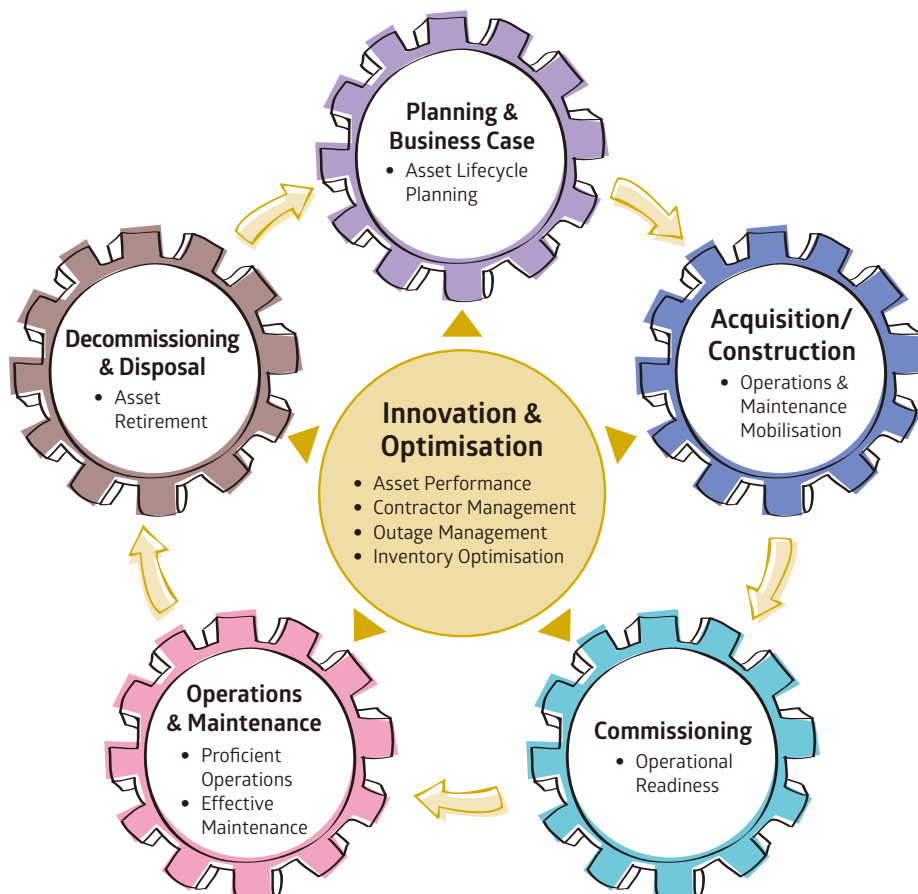 Planning &
Business Case
• Asset Lifecycle
Planning
Acquisition/
Construction
• Operations &
Maintenance
Mobilisation
Commissioning
• Operational
Readiness
Operations
& Maintenance
• Proficient
Operations
• Effective
Maintenance
Decommissioning
& Disposal
• Asset
Retirement
Innovation &
Optimisation
• Asset Performance
• Contractor Management
• Outage Management
• Inventory Optimisation